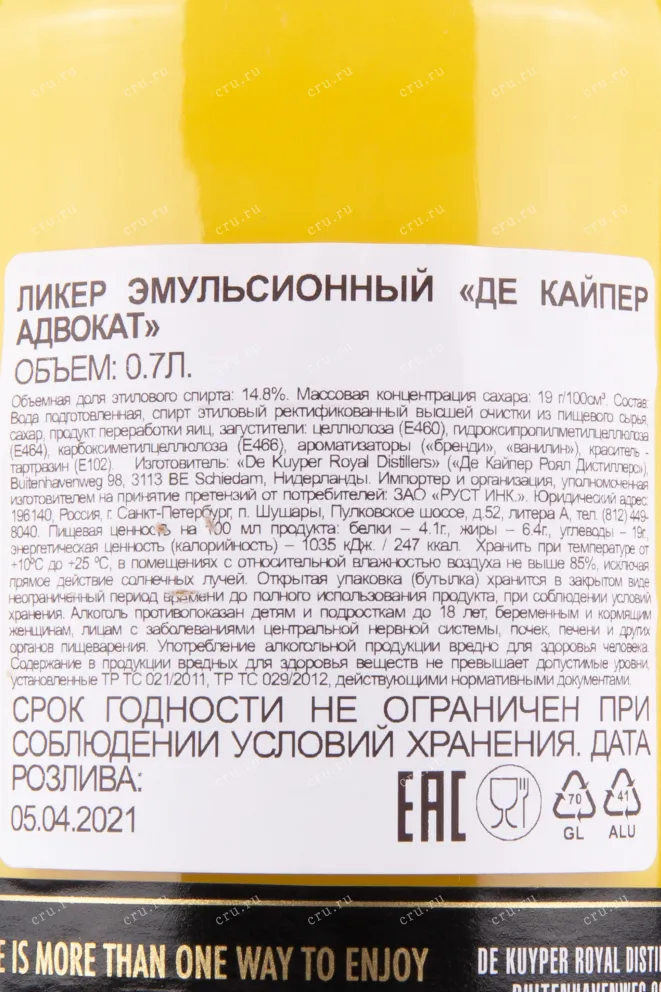 ЛИКЕР ЭМУЛЬСИОННЫЙ «ДЕ КАЙПЕР
АДВОКАТ»
ОБЪЕМ: 0.7Л.
Объемная доля этилового спирта: 14.8%. Массовая концентрация сахара: 19 г/100см³. Состав:
Вода подготовленная, спирт этиловый ректификованный высшей очистки из пищевого сырья,
сахар, продукт переработки яиц, загустители: целлюлоза (E460), гидроксипропилметилцеллюлоза
(E464), карбоксиметилцеллюлоза (E466), ароматизаторы («бренди», «ванилин»), краситель -
тартразин (E102). Изготовитель: «De Kuyper Royal Distillers» («Де Кайпер Роял Дистиллерс»),
Buitenhavenweg 98, 3113 BE Schiedam, Нидерланды. Импортер и организация, уполномоченная
изготовителем на принятие претензий от потребителей: ЗАО «РУСТ ИНК.». Юридический адрес:
196140, Россия, г. Санкт-Петербург, п. Шушары, Пулковское шоссе, д.52, литера А, тел. (812) 449-
8040. Пищевая ценность на 100 мл продукта: белки – 4.1г., жиры – 6.4г., углеводы – 19г.,
энергетическая ценность (калорийность) – 1035 кДж. / 247 ккал. Хранить при температуре от
+10°C до +25 °C, в помещениях с относительной влажностью воздуха не выше 85%, исключая
прямое действие солнечных лучей. Открытая упаковка (бутылка) хранится в закрытом виде
неограниченный период времени до полного использования продукта, при соблюдении условий
хранения. Алкоголь противопоказан детям и подросткам до 18 лет, беременным и кормящим
женщинам, лицам с заболеваниями центральной нервной системы, почек, печени и других
органов пищеварения. Употребление алкогольной продукции вредно для здоровья человека.
Содержание в продукции вредных для здоровья веществ не превышает допустимые уровни,
установленные ТР ТС 021/2011, ТР ТС 029/2012, действующими нормативными документами.
СРОК ГОДНОСТИ НЕ ОГРАНИЧЕН ПРИ
СОБЛЮДЕНИИ УСЛОВИЙ ХРАНЕНИЯ. ДАТА
РОЗЛИВА:
05.04.2021
EAC
70
GL
41
ALU
E IS MORE THAN ONE WAY TO ENJOY
DE KUYPER ROYAL DISTIL
BUITENHAVENWEG 9
cru.ru